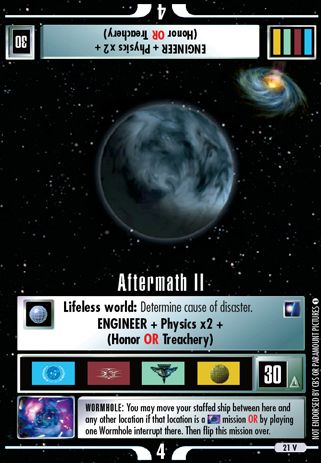 4
30
ENGINEER + Physics x2 +
(Honor OR Treachery)
Aftermath II
Lifeless world: Determine cause of disaster.
ENGINEER + Physics x2 +
(Honor OR Treachery)
30
WORMHOLE: You may move your staffed ship between here and
any other location if that location is a mission OR by playing
one Wormhole interrupt there. Then flip this mission over.
4
21 V
NOT ENDORSED BY CBS OR PARAMOUNT PICTURES